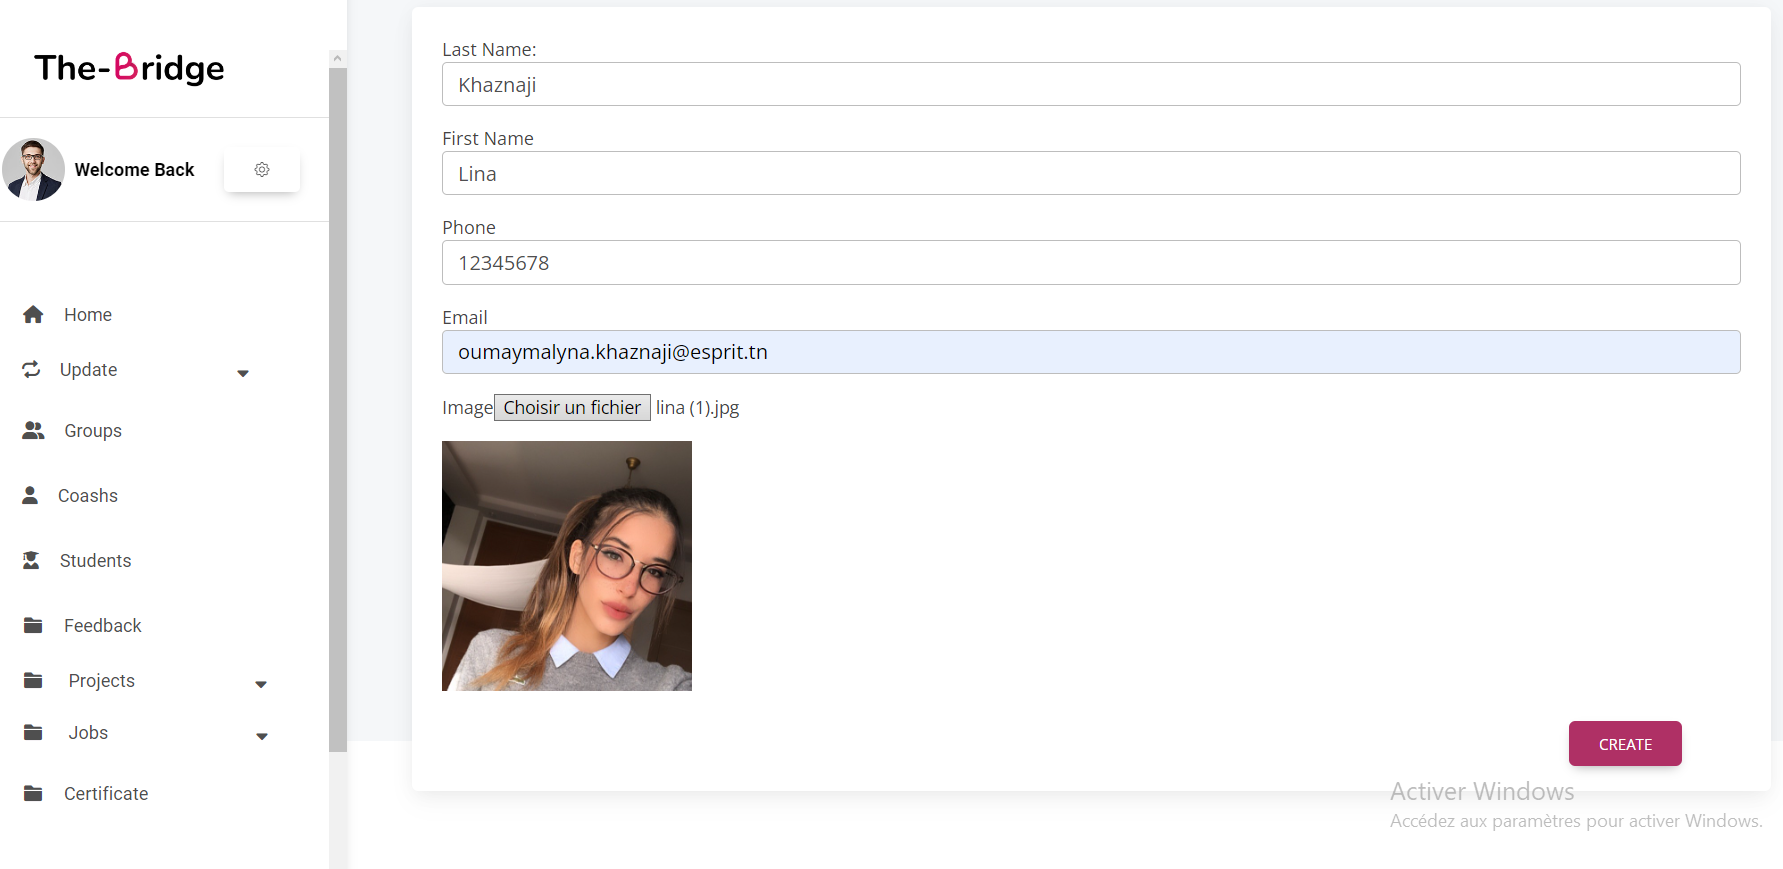 The-Bridge
Welcome Back
Home
Update
Groups
Coashs
Students
Feedback
Projects
Jobs
Certificate
Last Name:
Khaznaji
First Name
Lina
Phone
12345678
Email
oumaymalyna.khaznaji@esprit.tn
Image Choisir un fichier lina (1).jpg
CREATE
Activer Windows
Accédez aux paramètres pour activer Windows.